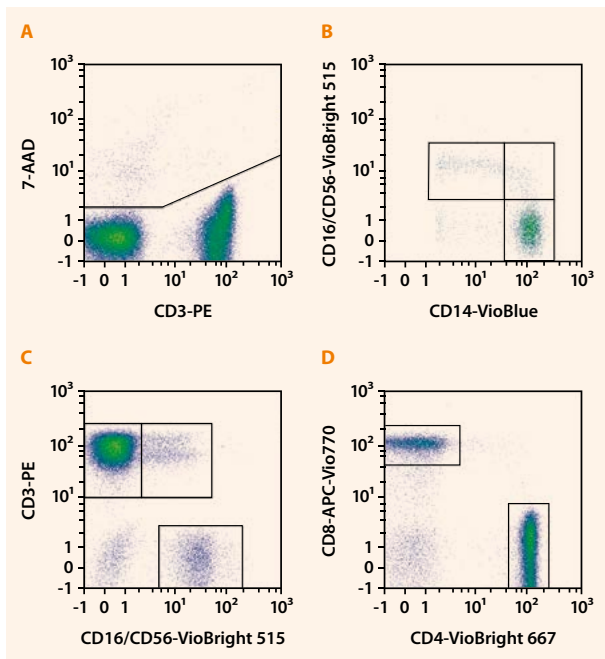 A
10³
10²
10¹
1
0
-1
7-AAD
-1 0 1 10¹ 10² 10³
CD3-PE
B
10³
10²
10¹
1
0
-1
CD16/CD56-VioBright 515
-1 0 1 10¹ 10² 10³
CD14-VioBlue
C
10³
10²
10¹
1
0
-1
CD3-PE
-1 0 1 10¹ 10² 10³
CD16/CD56-VioBright 515
D
10³
10²
10¹
1
0
-1
CD8-APC-Vio770
-1 0 1 10¹ 10² 10³
CD4-VioBright 667